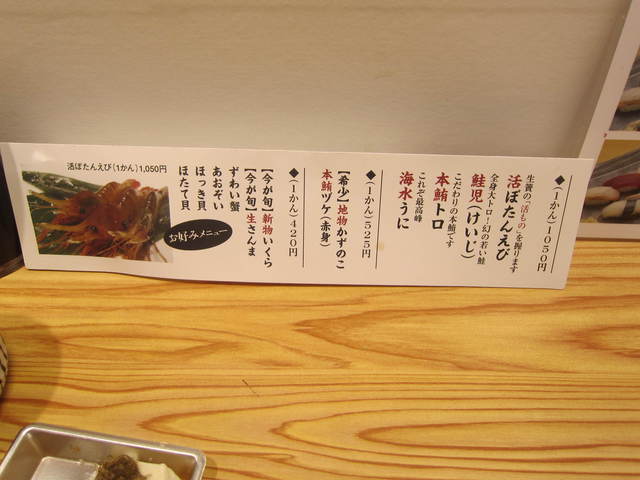 ◆(1かん)1050円
生簀の「活もの」を握ります
活ぼたんえび
全身大トロ!幻の若い鮭
鮭児(けいじ)
こだわりの本鮪です
本鮪トロ
これぞ最高峰
海水うに
◆(1かん)525円
【希少】地物かずのこ
本鮪ヅケ(赤身)
◆(1かん)420円
【今が旬】新物いくら
【今が旬】生さんま
ずわい蟹
あおぞい
ほっき貝
ほたて貝
お好みメニュー
活ぼたんえび(1かん)1,050円